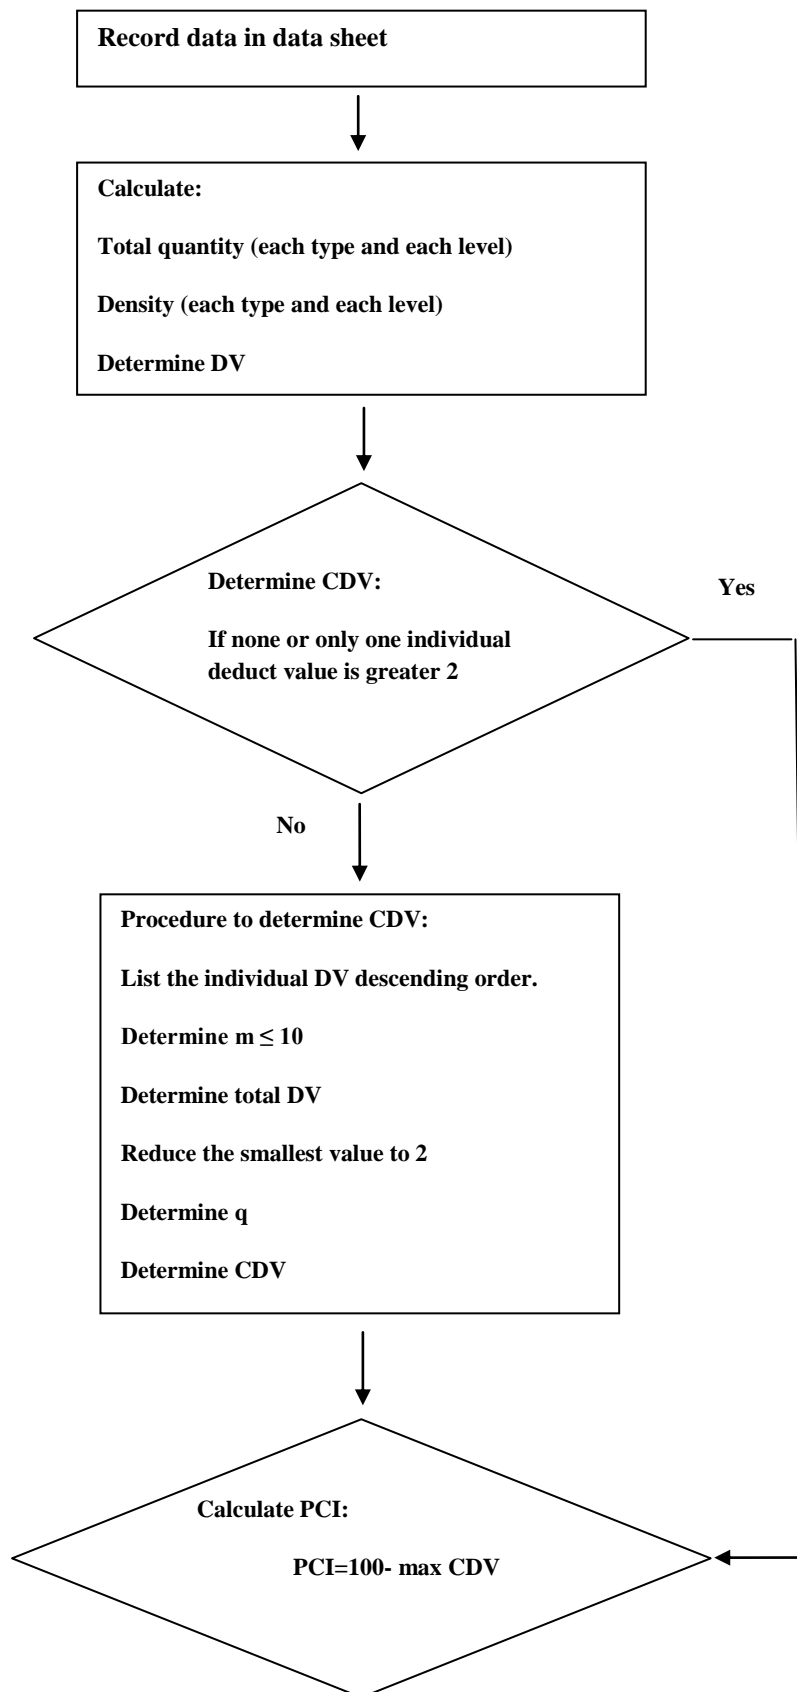 Record data in data sheet
Calculate:
Total quantity (each type and each level)
Density (each type and each level)
Determine DV
Determine CDV:
Yes
If none or only one individual
deduct value is greater 2
No
Procedure to determine CDV:
List the individual DV descending order.
Determine m ≤ 10
Determine total DV
Reduce the smallest value to 2
Determine q
Determine CDV
Calculate PCI:
PCI=100- max CDV